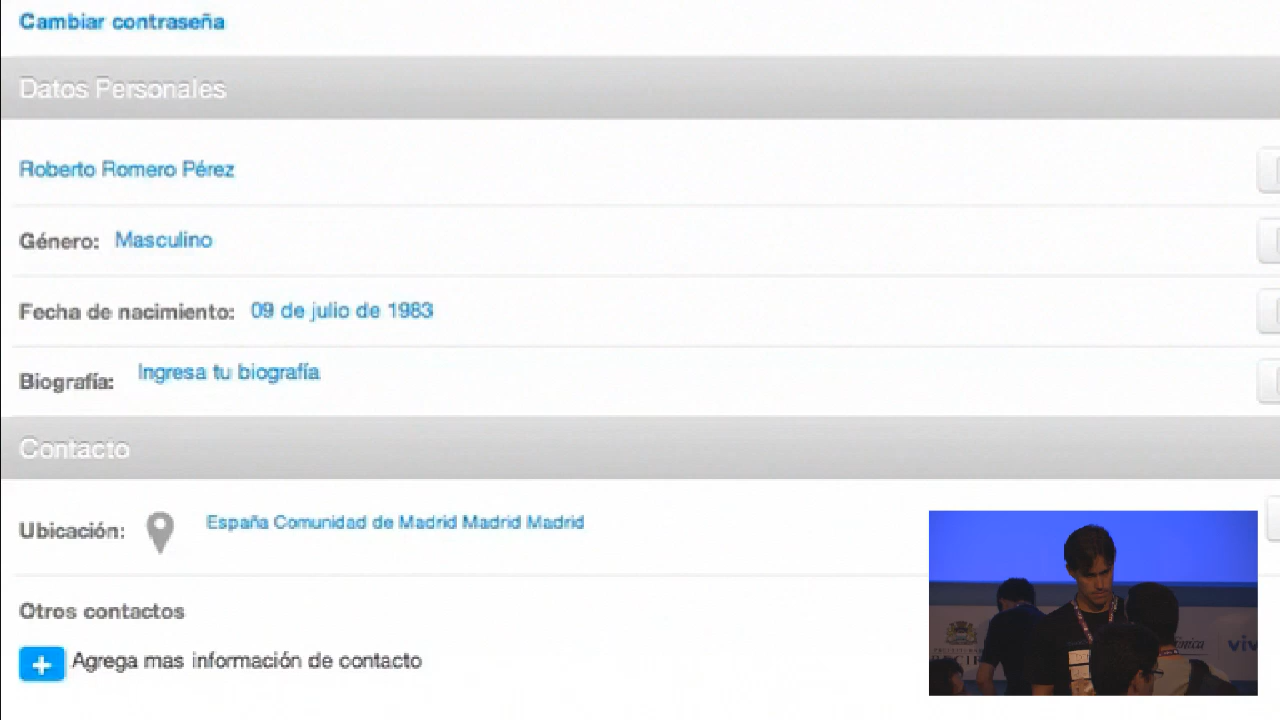 Cambiar contraseña
Datos Personales
Roberto Romero Pérez
Género: Masculino
Fecha de nacimiento: 09 de julio de 1983
Biografía: Ingresa tu biografía
Contacto
Ubicación: España Comunidad de Madrid Madrid Madrid
Otros contactos
+ Agrega mas información de contacto